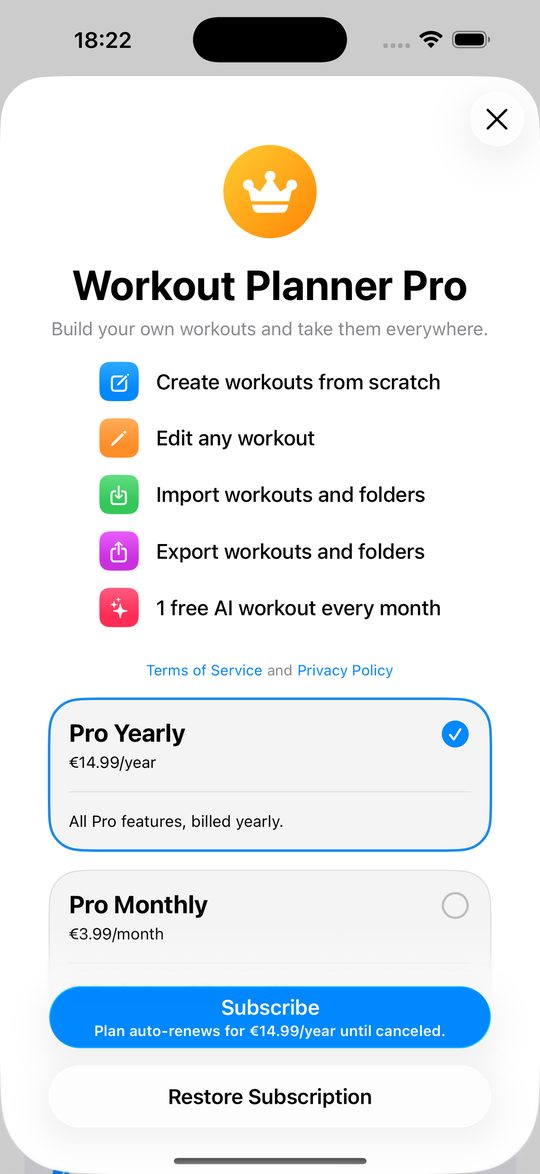 18:22
Workout Planner Pro
Build your own workouts and take them everywhere.
Create workouts from scratch
Edit any workout
Import workouts and folders
Export workouts and folders
1 free AI workout every month
Terms of Service and Privacy Policy
Pro Yearly
€14.99/year
All Pro features, billed yearly.
Pro Monthly
€3.99/month
Subscribe
Plan auto-renews for €14.99/year until canceled.
Restore Subscription